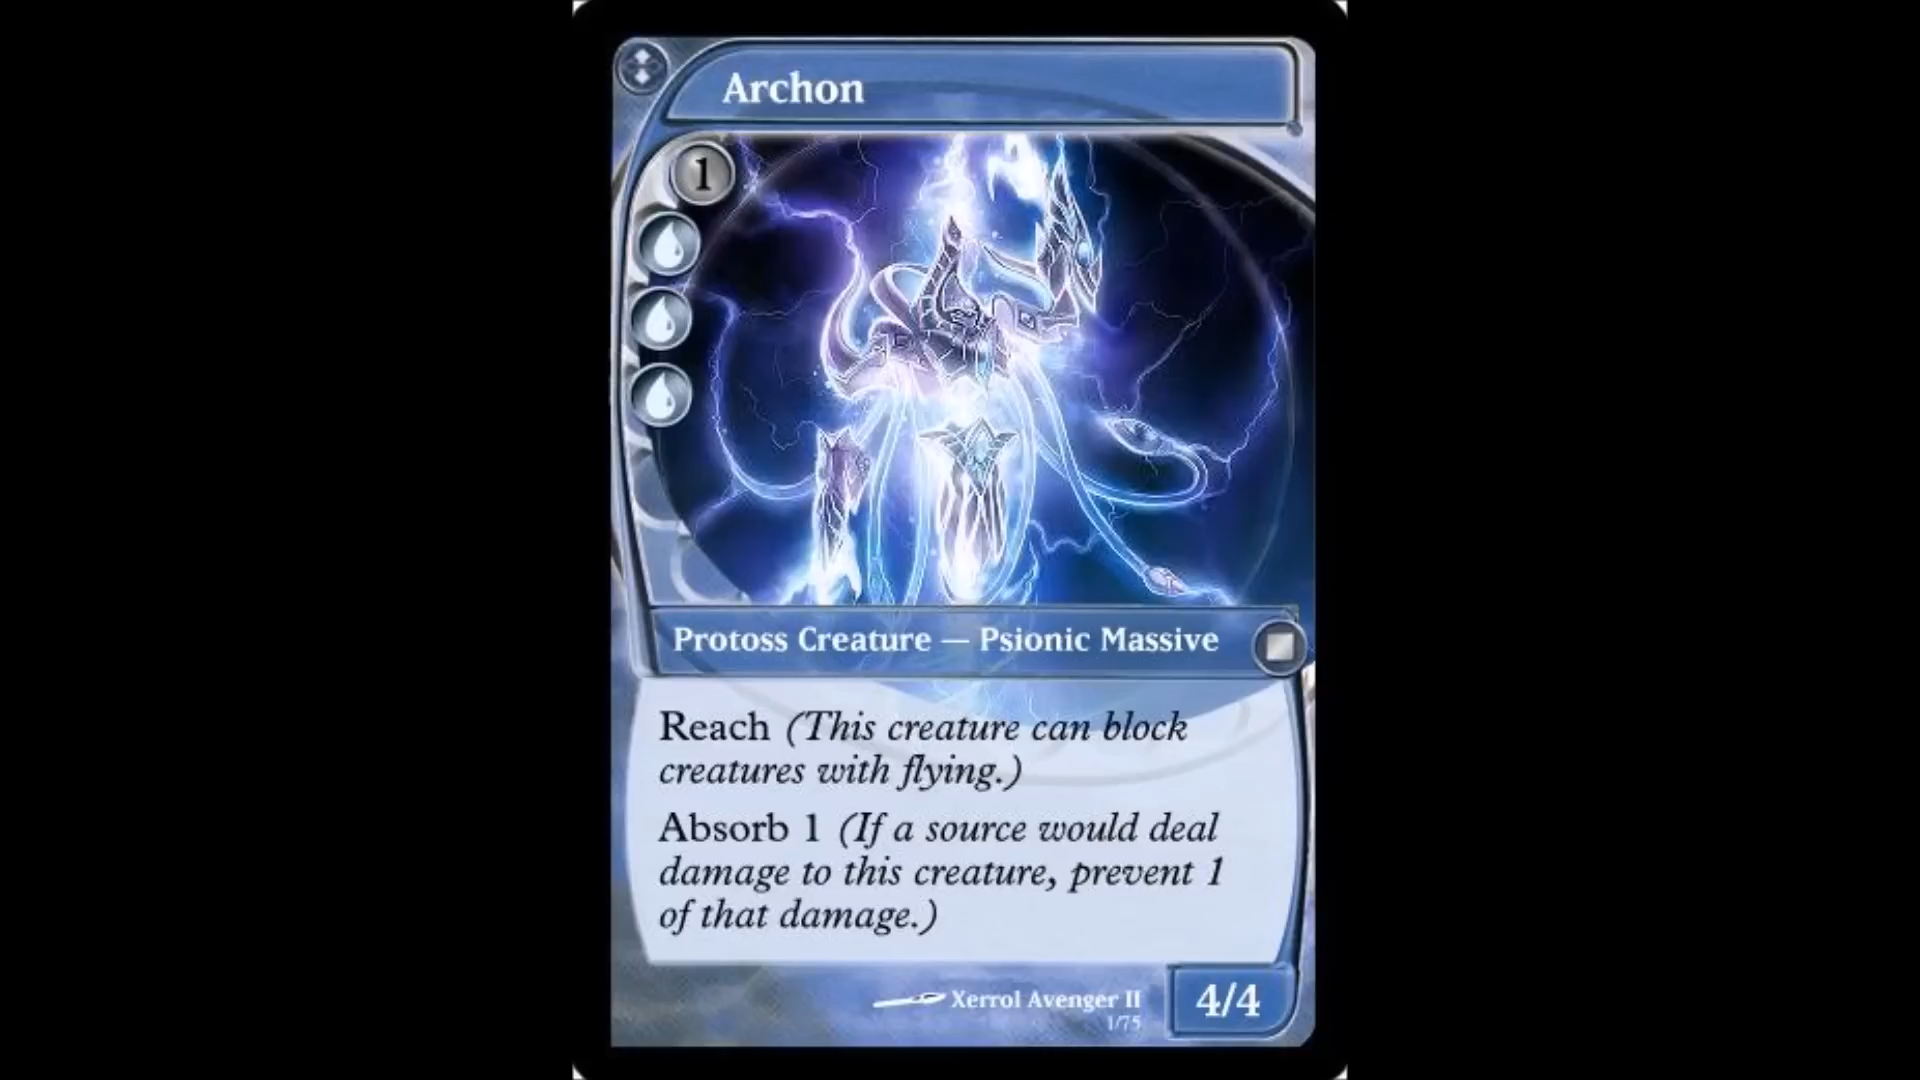 Archon
1
Protoss Creature — Psionic Massive
Reach (This creature can block
creatures with flying.)
Absorb 1 (If a source would deal
damage to this creature, prevent 1
of that damage.)
Xerrol Avenger II
1/75
4/4